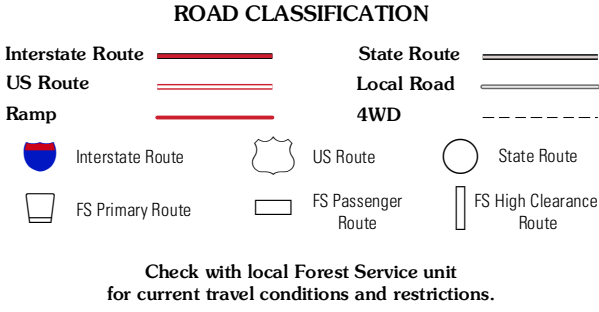 ROAD CLASSIFICATION
Interstate Route
State Route
US Route
Local Road
Ramp
4WD
Interstate Route
US Route
State Route
FS Primary Route
FS Passenger
Route
FS High Clearance
Route
Check with local Forest Service unit
for current travel conditions and restrictions.